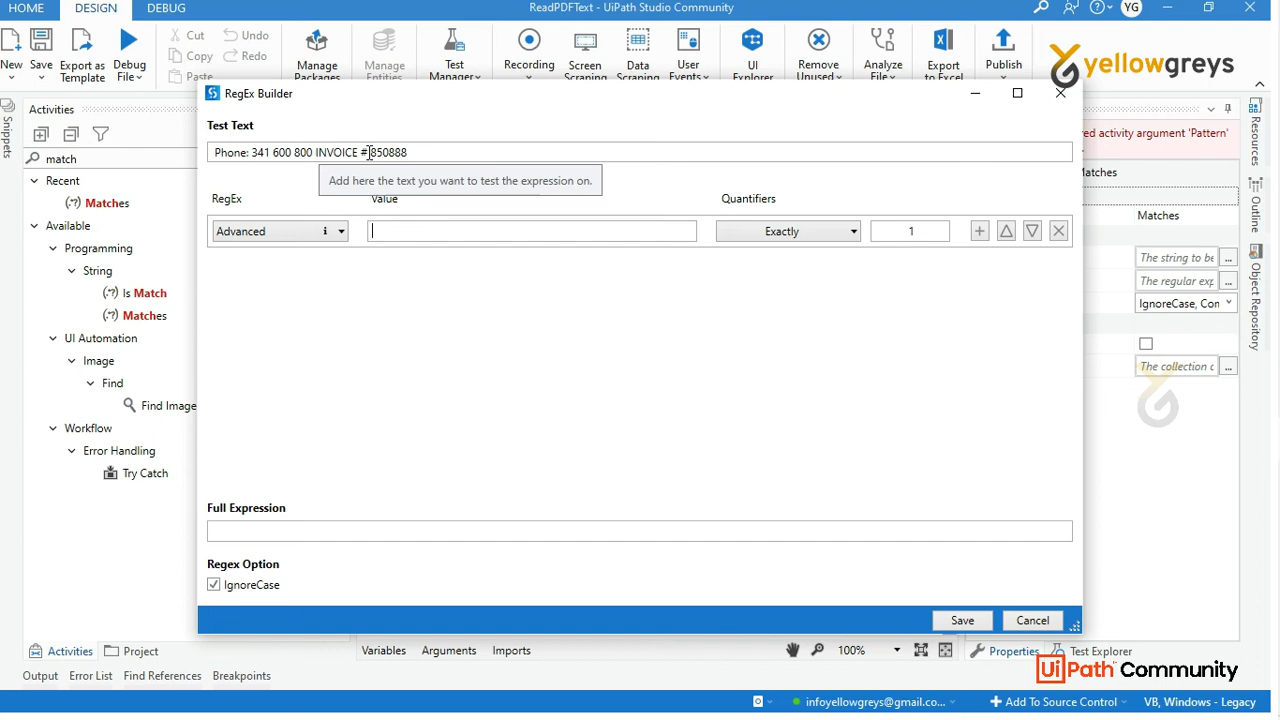 HOME DESIGN DEBUG ReadPDFText - UiPath Studio Community YG
New Save Export as Template Debug File Cut Copy Paste Undo Redo Manage Packages Manage Entities Test Manager Recording Screen Scraping Data Scraping User Events UI Explorer Remove Unused Analyze File Export to Excel Publish
yellowgreys
Snippets
Activities
match
Recent
Matches
Available
Programming
String
Is Match
Matches
UI Automation
Image
Find
Find Image
Workflow
Error Handling
Try Catch
RegEx Builder
Test Text
Phone: 341 600 800 INVOICE # 850888
Add here the text you want to test the expression on.
RegEx Value Quantifiers
Advanced i Exactly 1
Full Expression
Regex Option
IgnoreCase
Save Cancel
red activity argument 'Pattern'
Matches
Matches
The string to be ...
The regular exp ...
IgnoreCase, Con
The collection o ...
Resources
Outline
Object Repository
Activities Project Variables Arguments Imports 100% Properties Test Explorer
Output Error List Find References Breakpoints
UiPath Community
infoyellowgreys@gmail.co... Add To Source Control VB, Windows - Legacy